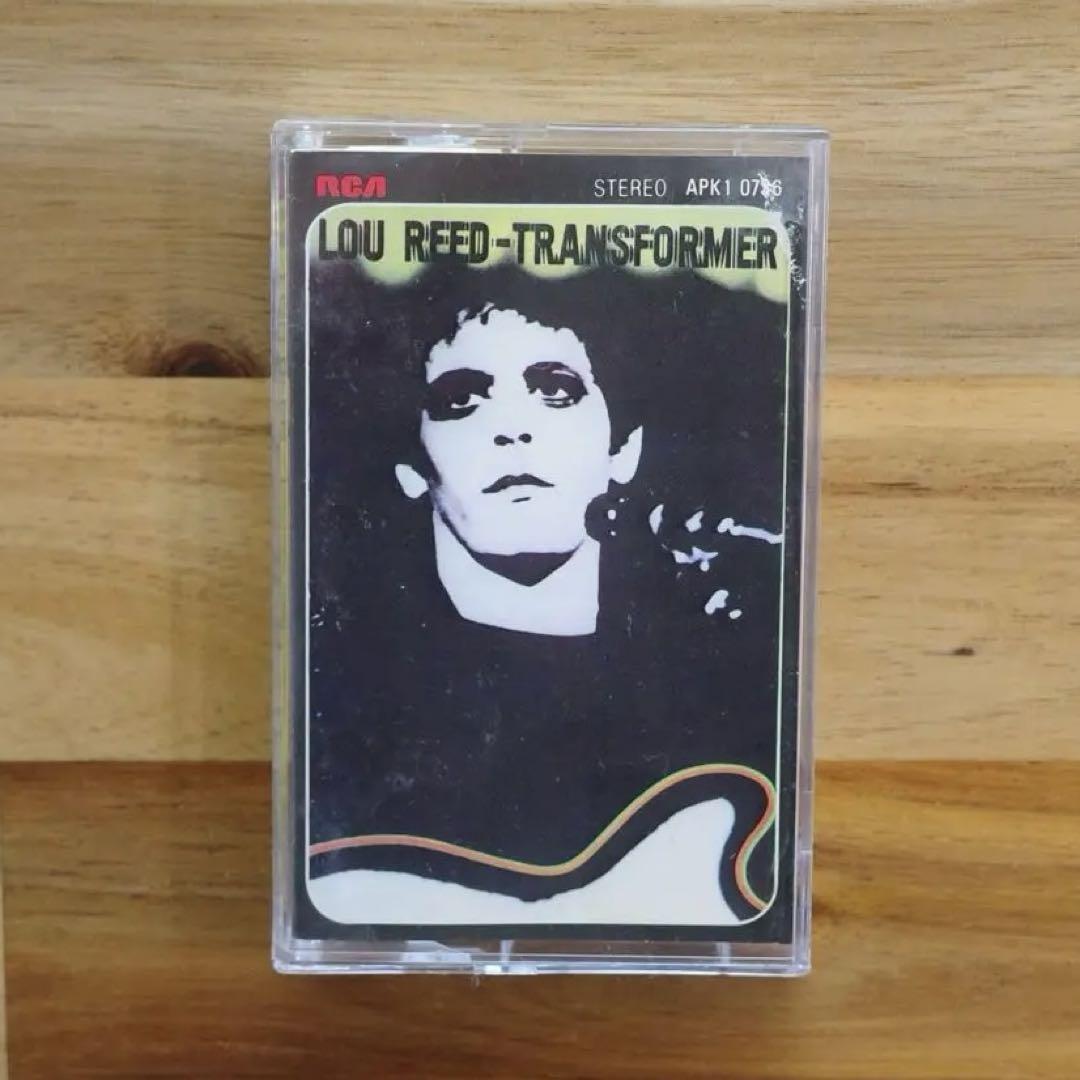 RCA STEREO APK1 0736
LOU REED-TRANSFORMER